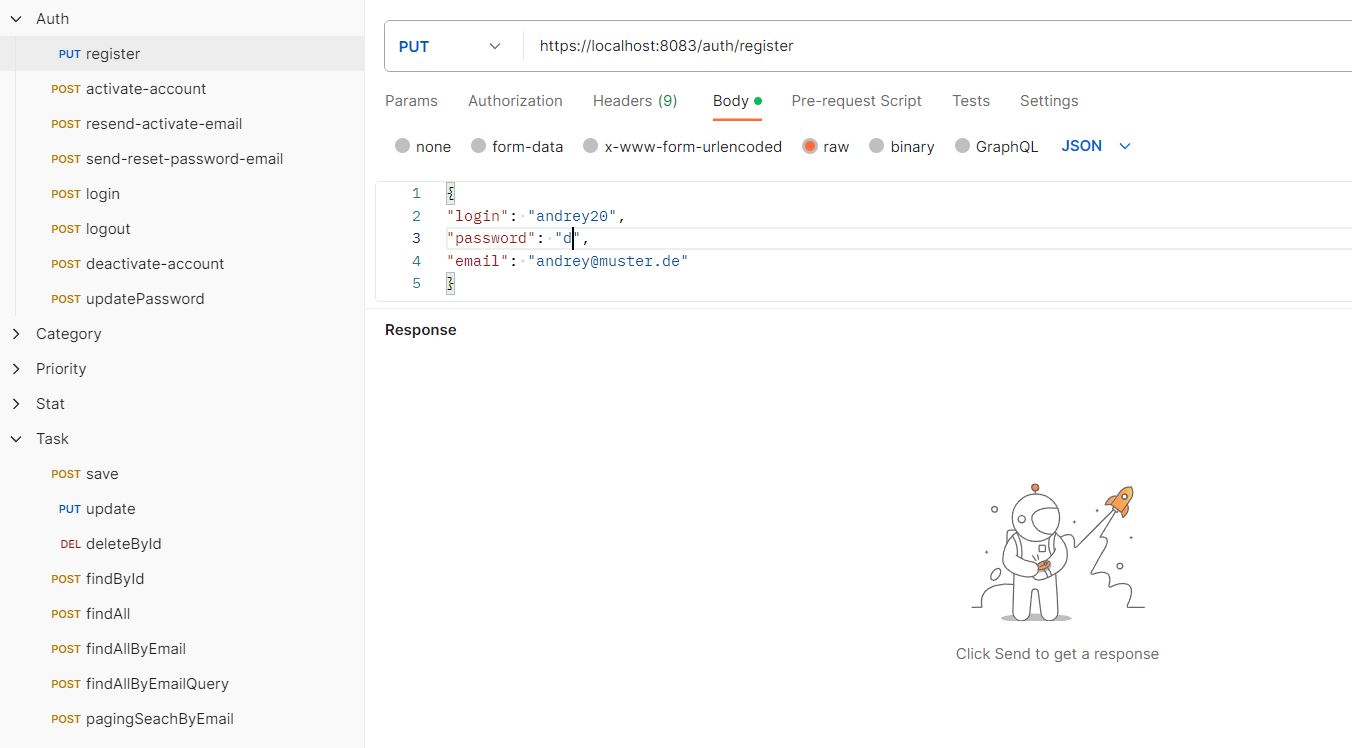 Auth
PUT register
POST activate-account
POST resend-activate-email
POST send-reset-password-email
POST login
POST logout
POST deactivate-account
POST updatePassword
Category
Priority
Stat
Task
POST save
PUT update
DEL deleteById
POST findById
POST findAll
POST findAllByEmail
POST findAllByEmailQuery
POST pagingSeachByEmail
PUT https://localhost:8083/auth/register
Params Authorization Headers (9) Body Pre-request Script Tests Settings
none form-data x-www-form-urlencoded raw binary GraphQL JSON
1 {
2 "login": "andrey20",
3 "password": "d",
4 "email": "andrey@muster.de"
5 }
Response
Click Send to get a response